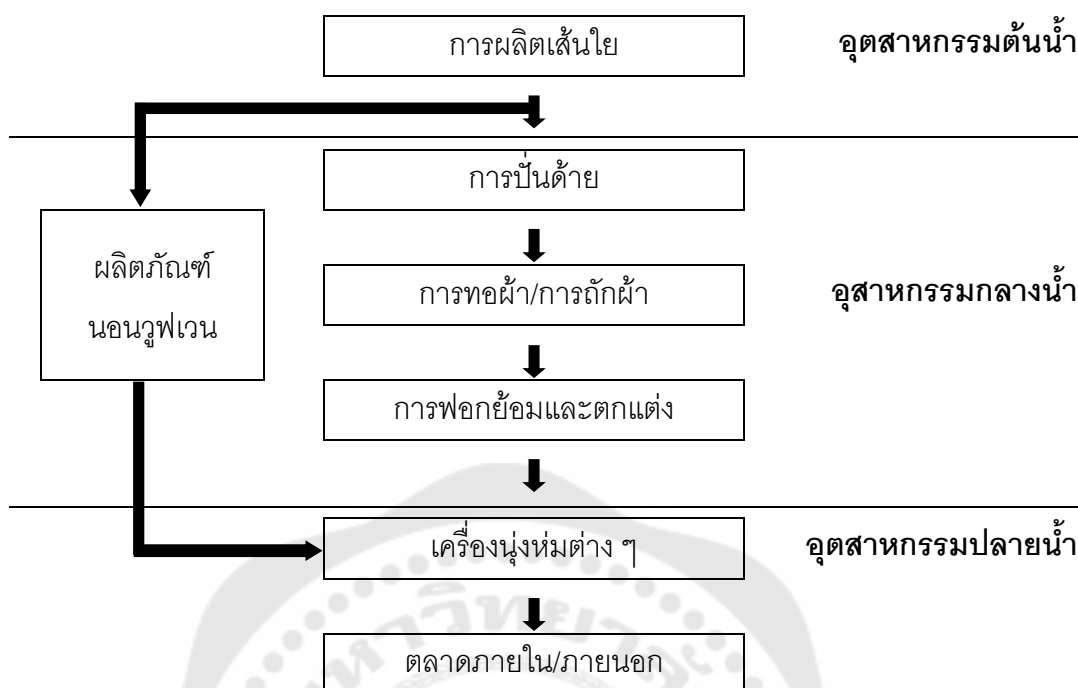 การผลิตเส้นใย
อุตสาหกรรมต้นน้ำ
การปั่นด้าย
ผลิตภัณฑ์
นอนวูฟเวน
การทอผ้า/การถักผ้า
อุสาหกรรมกลางน้ำ
การฟอกย้อมและตกแต่ง
เครื่องนุ่งห่มต่าง ๆ
อุตสาหกรรมปลายน้ำ
ตลาดภายใน/ภายนอก